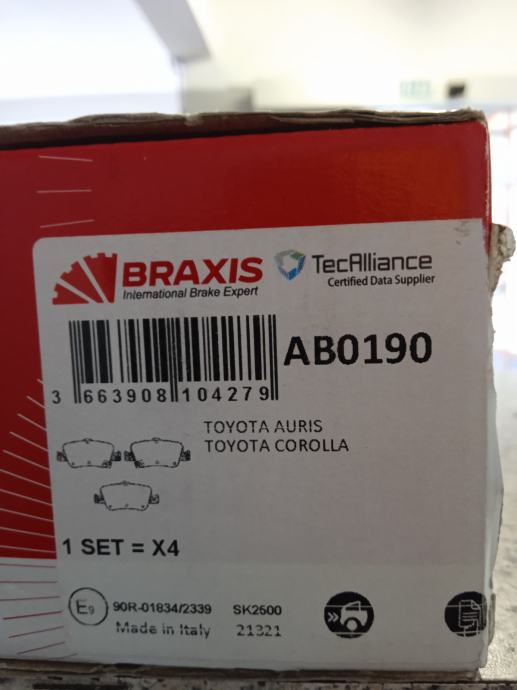 BRAXIS
International Brake Expert
TecAlliance
Certified Data Supplier
AB0190
3 663908 104279
TOYOTA AURIS
TOYOTA COROLLA
1 SET = X4
E9 90R-01834/2339 SK2500
Made in Italy 21321